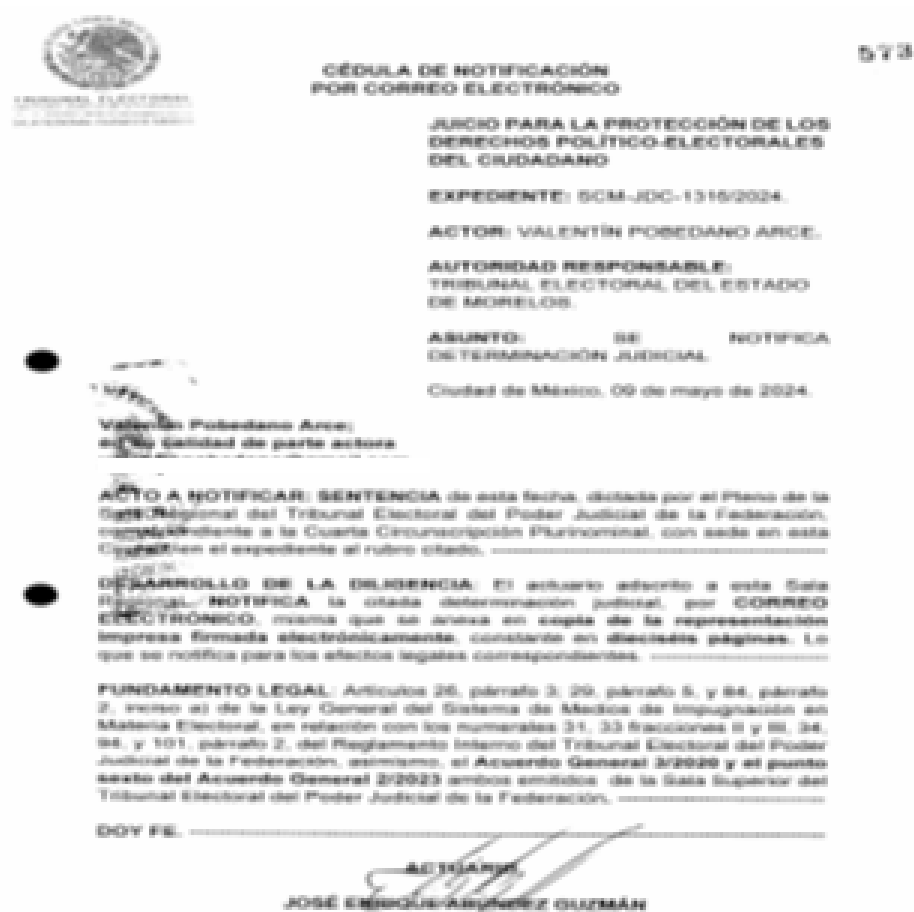 573
TRIBUNAL ELECTORAL
CÉDULA DE NOTIFICACIÓN
POR CORREO ELECTRÓNICO
JUICIO PARA LA PROTECCIÓN DE LOS
DERECHOS POLÍTICO-ELECTORALES
DEL CIUDADANO
EXPEDIENTE: SCM-JDC-1316/2024.
ACTOR: VALENTÍN POBEDANO ARCE.
AUTORIDAD RESPONSABLE:
TRIBUNAL ELECTORAL DEL ESTADO
DE MORELOS.
ASUNTO: SE NOTIFICA
DETERMINACIÓN JUDICIAL.
Ciudad de México, 09 de mayo de 2024.
Valentín Pobedano Arce;
en su calidad de parte actora
ACTO A NOTIFICAR: SENTENCIA de esta fecha, dictada por el Pleno de la
Sala Regional del Tribunal Electoral del Poder Judicial de la Federación,
correspondiente a la Cuarta Circunscripción Plurinominal, con sede en esta
en el expediente al rubro citado.
DESARROLLO DE LA DILIGENCIA: El actuario adscrito a esta Sala
Regional, NOTIFICA la citada determinación judicial, por CORREO
ELECTRÓNICO, misma que se anexa en copia de la representación
impresa firmada electrónicamente, constante en dieciséis páginas. Lo
que se notifica para los efectos legales correspondientes.
FUNDAMENTO LEGAL: Artículos 26, párrafo 3, 29, párrafo 5, y 84, párrafo
2, inciso a) de la Ley General del Sistema de Medios de Impugnación en
Materia Electoral, en relación con los numerales 31, 33 fracciones II y III, 34,
94, y 101, párrafo 2, del Reglamento Interno del Tribunal Electoral del Poder
Judicial de la Federación, asimismo, el Acuerdo General 3/2020 y el punto
sexto del Acuerdo General 2/2023 ambos emitidos de la Sala Superior del
Tribunal Electoral del Poder Judicial de la Federación.
DOY FE.
ACTUARIO
JOSÉ ENRIQUE ABÚNDEZ GUZMÁN